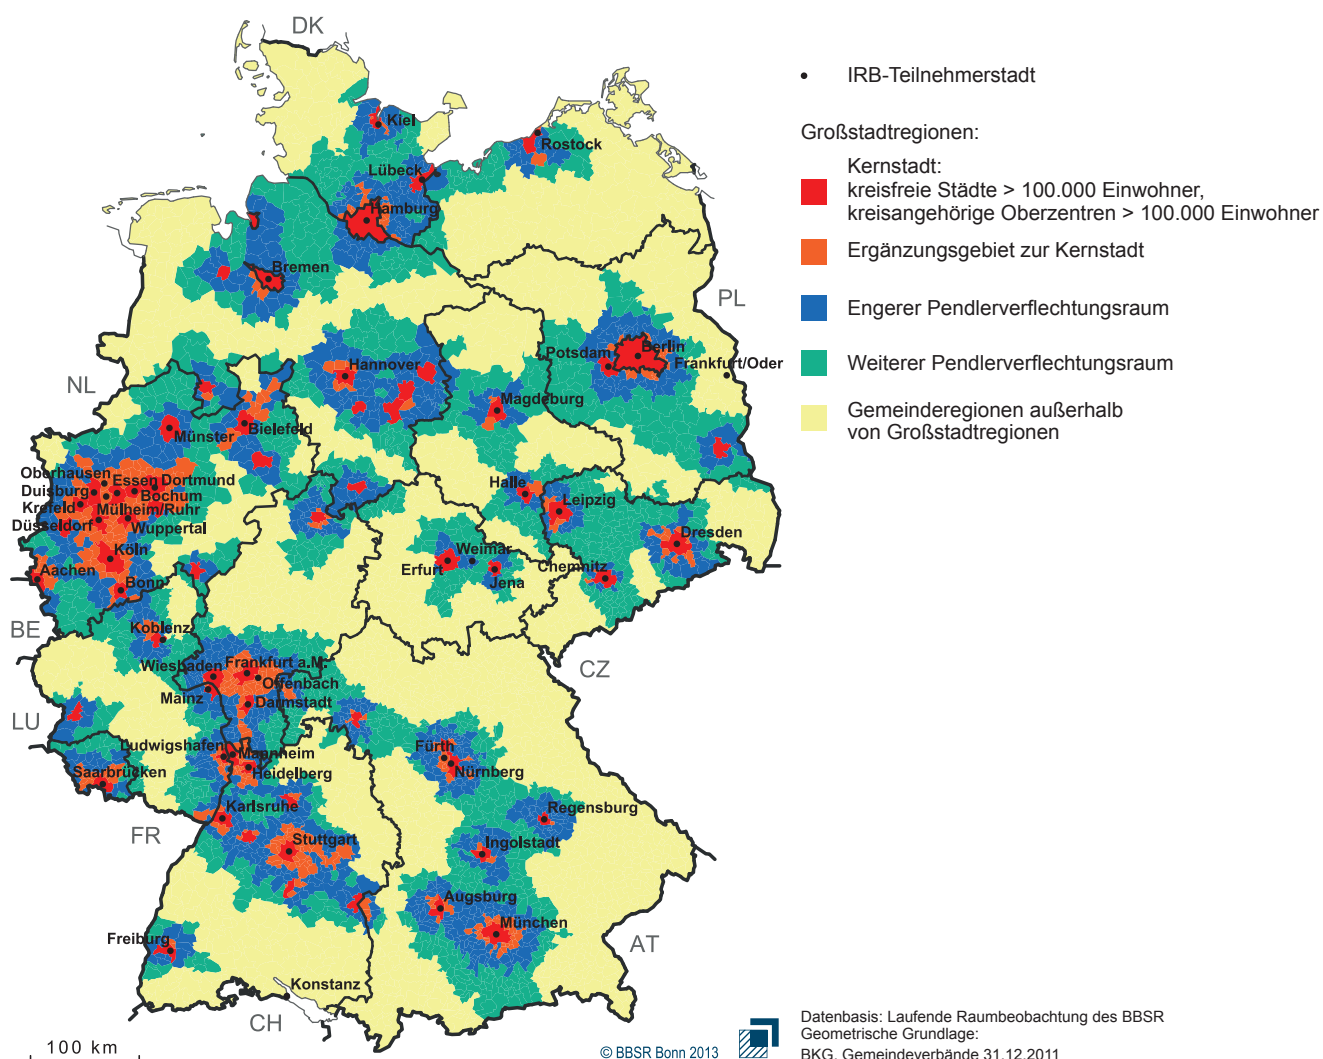 DK
Kiel
Rostock
Lübeck
Hamburg
Bremen
PL
Potsdam
Berlin
Frankfurt/Oder
Hannover
NL
Magdeburg
Münster
Bielefeld
Oberhausen
Essen Dortmund
Duisburg
Bochum
Krefeld
Mülheim/Ruhr
Düsseldorf
Wuppertal
Halle
Leipzig
Dresden
Köln
Weimar
Aachen
Erfurt
Jena
Chemnitz
Bonn
BE
Koblenz
CZ
Wiesbaden
Frankfurt a.M.
Offenbach
Mainz
Darmstadt
LU
Ludwigshafen
Mannheim
Fürth
Saarbrücken
Heidelberg
Nürnberg
Karlsruhe
Regensburg
FR
Stuttgart
Ingolstadt
Augsburg
München
Freiburg
AT
Konstanz
CH
100 km
© BBSR Bonn 2013
IRB-Teilnehmerstadt
Großstadtregionen:
Kernstadt:
kreisfreie Städte > 100.000 Einwohner,
kreisangehörige Oberzentren > 100.000 Einwohner
Ergänzungsgebiet zur Kernstadt
Engerer Pendlerverflechtungsraum
Weiterer Pendlerverflechtungsraum
Gemeinderegionen außerhalb
von Großstadtregionen
Datenbasis: Laufende Raumbeobachtung des BBSR
Geometrische Grundlage:
BKG, Gemeindeverbände 31.12.2011